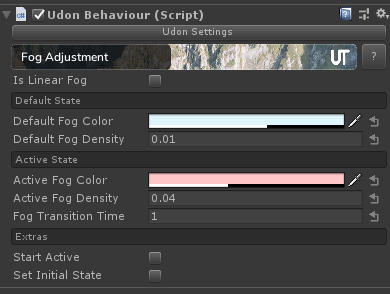 Udon Behaviour (Script)
Udon Settings
Fog Adjustment UT ?
Is Linear Fog
Default State
Default Fog Color
Default Fog Density 0.01
Active State
Active Fog Color
Active Fog Density 0.04
Fog Transition Time 1
Extras
Start Active
Set Initial State